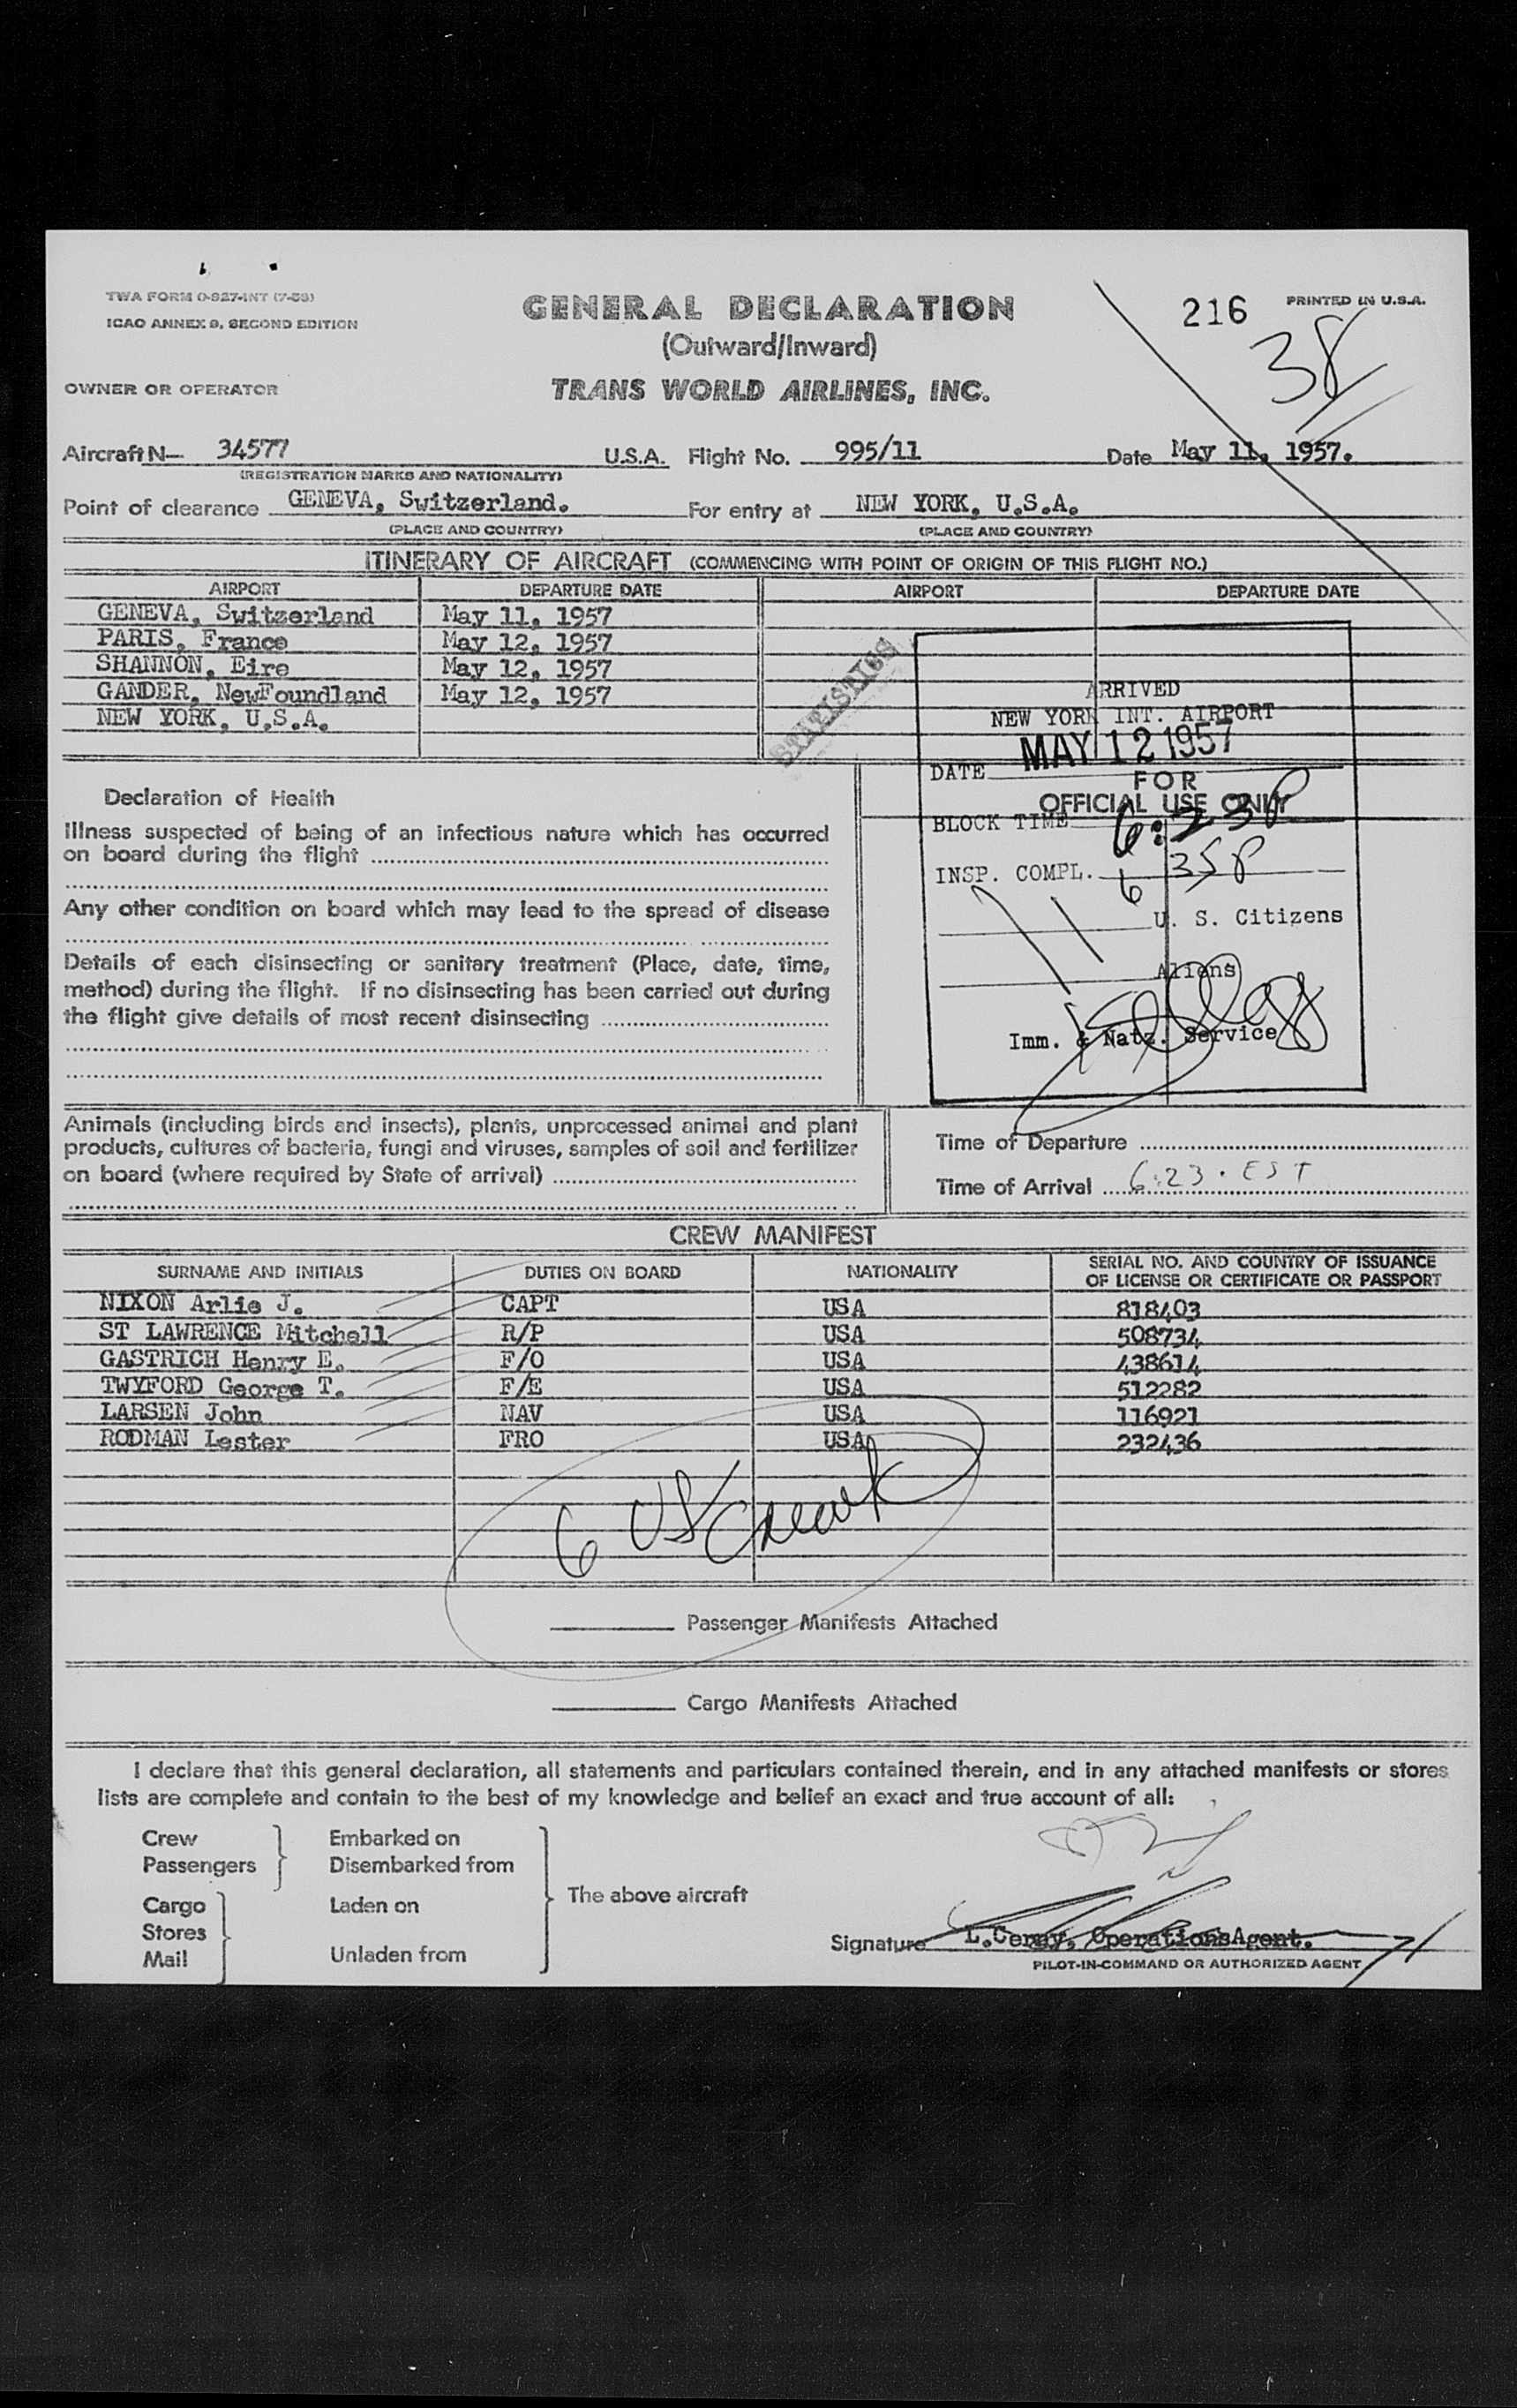 TWA FORM O-927-INT (7-53)
ICAO ANNEX 9, SECOND EDITION
GENERAL DECLARATION
(Outward/Inward)
216
PRINTED IN U.S.A.
38
OWNER OR OPERATOR
TRANS WORLD AIRLINES, INC.
Aircraft N— 34577 U.S.A. Flight No. 995/11 Date May 11, 1957.
(REGISTRATION MARKS AND NATIONALITY)
Point of clearance GENEVA, Switzerland. For entry at NEW YORK, U.S.A.
(PLACE AND COUNTRY) (PLACE AND COUNTRY)
ITINERARY OF AIRCRAFT (COMMENCING WITH POINT OF ORIGIN OF THIS FLIGHT NO.)
AIRPORT DEPARTURE DATE AIRPORT DEPARTURE DATE
GENEVA, Switzerland May 11, 1957
PARIS, France May 12, 1957
SHANNON, Eire May 12, 1957
GANDER, NewFoundland May 12, 1957
NEW YORK, U.S.A.
STATISTICS
ARRIVED
NEW YORK INT. AIRPORT
DATE MAY 12 1957
FOR
OFFICIAL USE ONLY
BLOCK TIME 6:23P
INSP. COMPL. 6 35P
U. S. Citizens
Aliens
Imm. & Natz. Service
Declaration of Health
Illness suspected of being of an infectious nature which has occurred
on board during the flight
Any other condition on board which may lead to the spread of disease
Details of each disinsecting or sanitary treatment (Place, date, time,
method) during the flight. If no disinsecting has been carried out during
the flight give details of most recent disinsecting
Animals (including birds and insects), plants, unprocessed animal and plant
products, cultures of bacteria, fungi and viruses, samples of soil and fertilizer
on board (where required by State of arrival)
Time of Departure
Time of Arrival 6:23 . EST
CREW MANIFEST
SURNAME AND INITIALS DUTIES ON BOARD NATIONALITY SERIAL NO. AND COUNTRY OF ISSUANCE
OF LICENSE OR CERTIFICATE OR PASSPORT
NIXON Arlie J. CAPT USA 818403
ST LAWRENCE Mitchell R/P USA 508734
GASTRICH Henry E. F/O USA 438614
TWYFORD George T. F/E USA 512282
LARSEN John NAV USA 116921
RODMAN Lester FRO USA 232436
6 US Crew
Passenger Manifests Attached
Cargo Manifests Attached
I declare that this general declaration, all statements and particulars contained therein, and in any attached manifests or stores
lists are complete and contain to the best of my knowledge and belief an exact and true account of all:
Crew Embarked on
Passengers Disembarked from
The above aircraft
Cargo Laden on
Stores
Mail Unladen from
Signature L.Cerny, OperationsAgent.
PILOT-IN-COMMAND OR AUTHORIZED AGENT